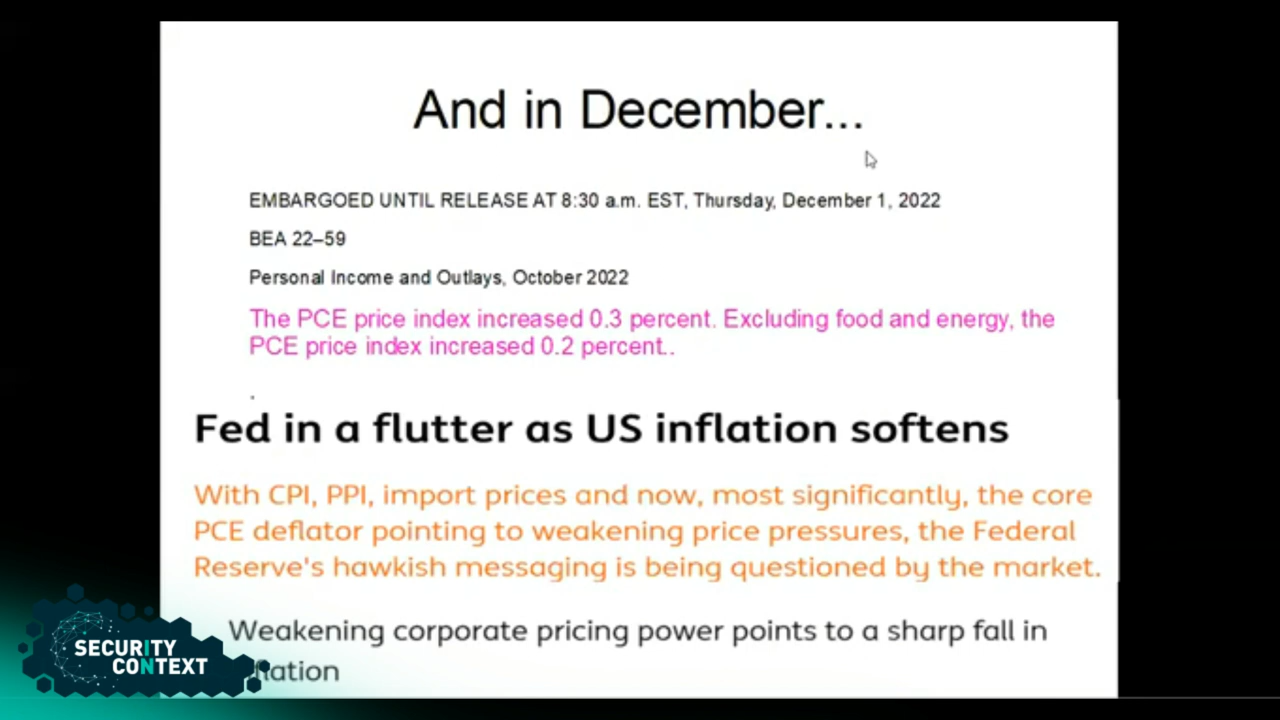 And in December...
EMBARGOED UNTIL RELEASE AT 8:30 a.m. EST, Thursday, December 1, 2022
BEA 22–59
Personal Income and Outlays, October 2022
The PCE price index increased 0.3 percent. Excluding food and energy, the
PCE price index increased 0.2 percent..
.
Fed in a flutter as US inflation softens
With CPI, PPI, import prices and now, most significantly, the core
PCE deflator pointing to weakening price pressures, the Federal
Reserve's hawkish messaging is being questioned by the market.
Weakening corporate pricing power points to a sharp fall in
SECURITY
CONTEXT